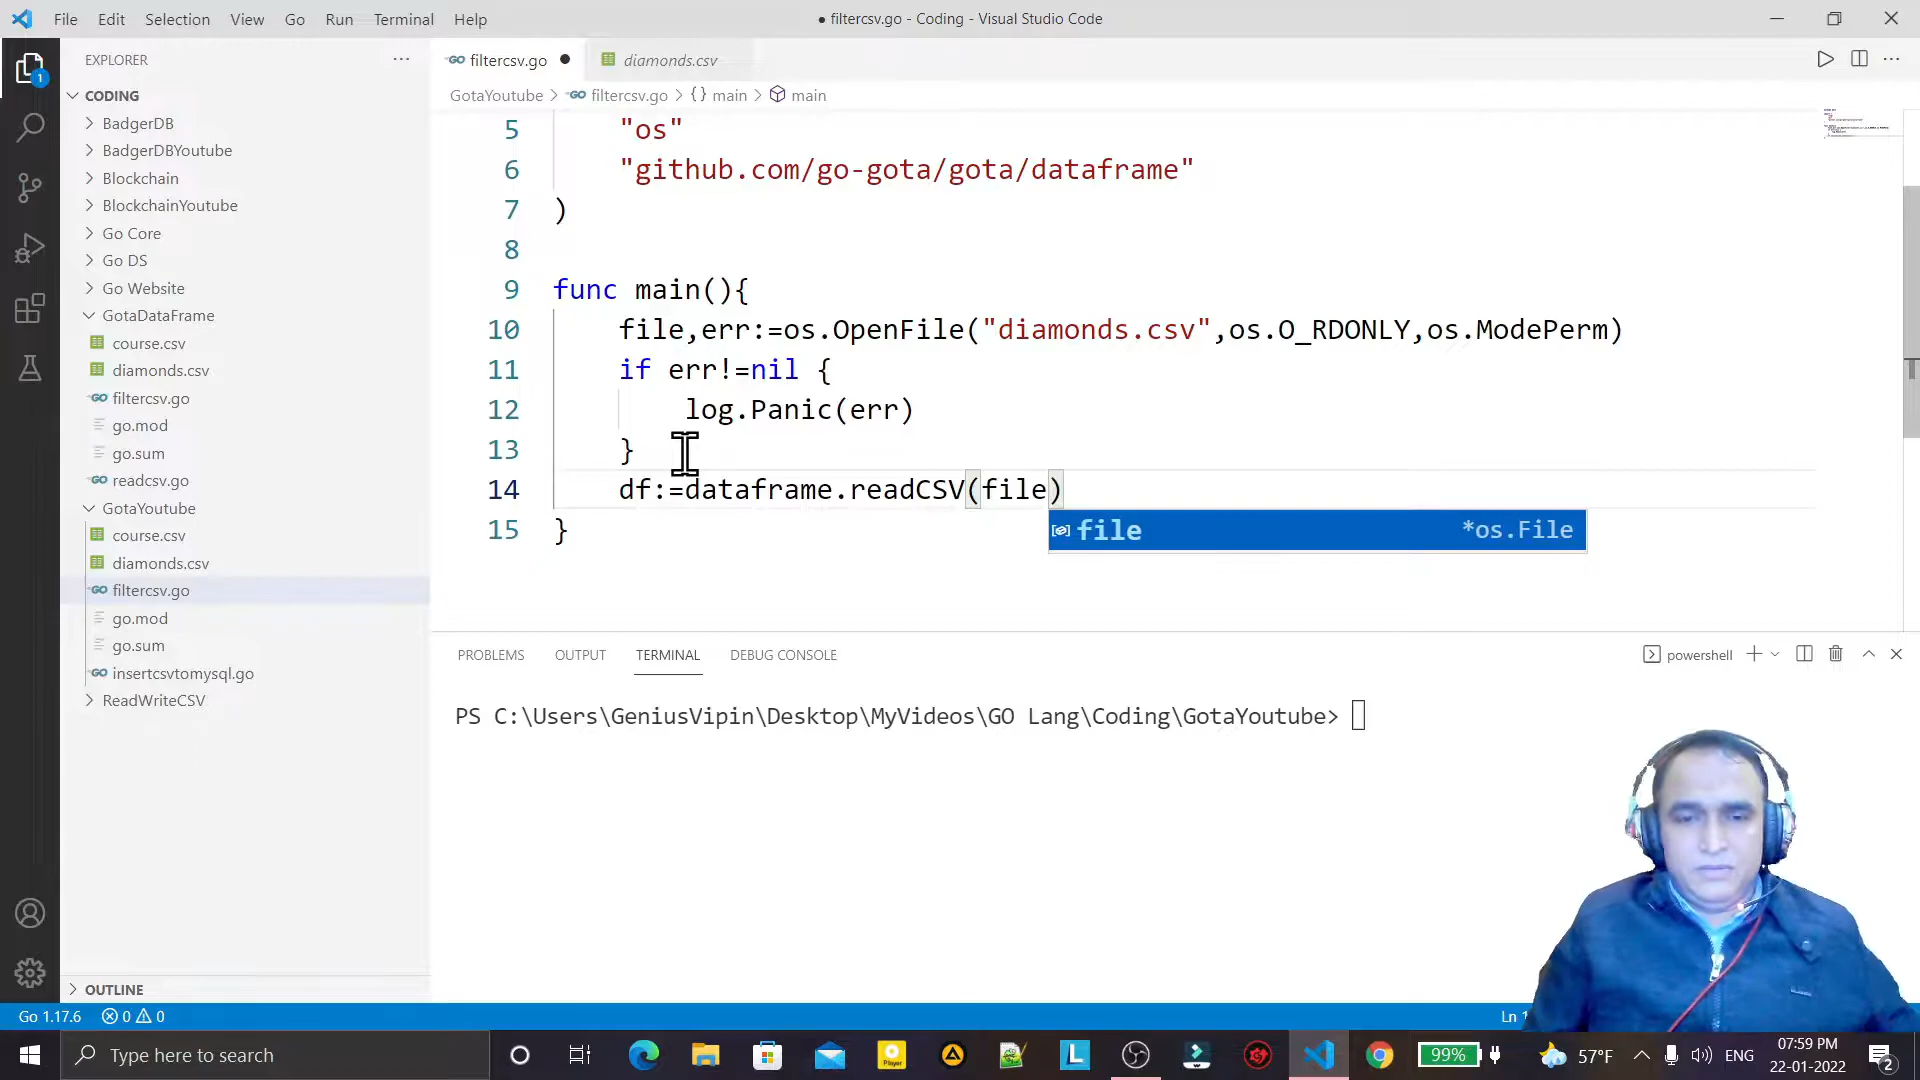 File Edit Selection View Go Run Terminal Help
● filtercsv.go - Coding - Visual Studio Code
EXPLORER
CODING
BadgerDB
BadgerDBYoutube
Blockchain
BlockchainYoutube
Go Core
Go DS
Go Website
GotaDataFrame
course.csv
diamonds.csv
filtercsv.go
go.mod
go.sum
readcsv.go
GotaYoutube
course.csv
diamonds.csv
filtercsv.go
go.mod
go.sum
insertcsvtomysql.go
ReadWriteCSV
OUTLINE
filtercsv.go ● diamonds.csv
GotaYoutube > filtercsv.go > {} main > main
5 "os"
6 "github.com/go-gota/gota/dataframe"
7 )
8
9 func main(){
10 file,err:=os.OpenFile("diamonds.csv",os.O_RDONLY,os.ModePerm)
11 if err!=nil {
12 log.Panic(err)
13 }
14 df:=dataframe.readCSV(file)
file *os.File
15 }
PROBLEMS OUTPUT TERMINAL DEBUG CONSOLE
powershell
PS C:\Users\GeniusVipin\Desktop\MyVideos\GO Lang\Coding\GotaYoutube>
1
Go 1.17.6 0 0
Ln 1
Type here to search
Player
99%
57°F
ENG
07:59 PM
22-01-2022
2